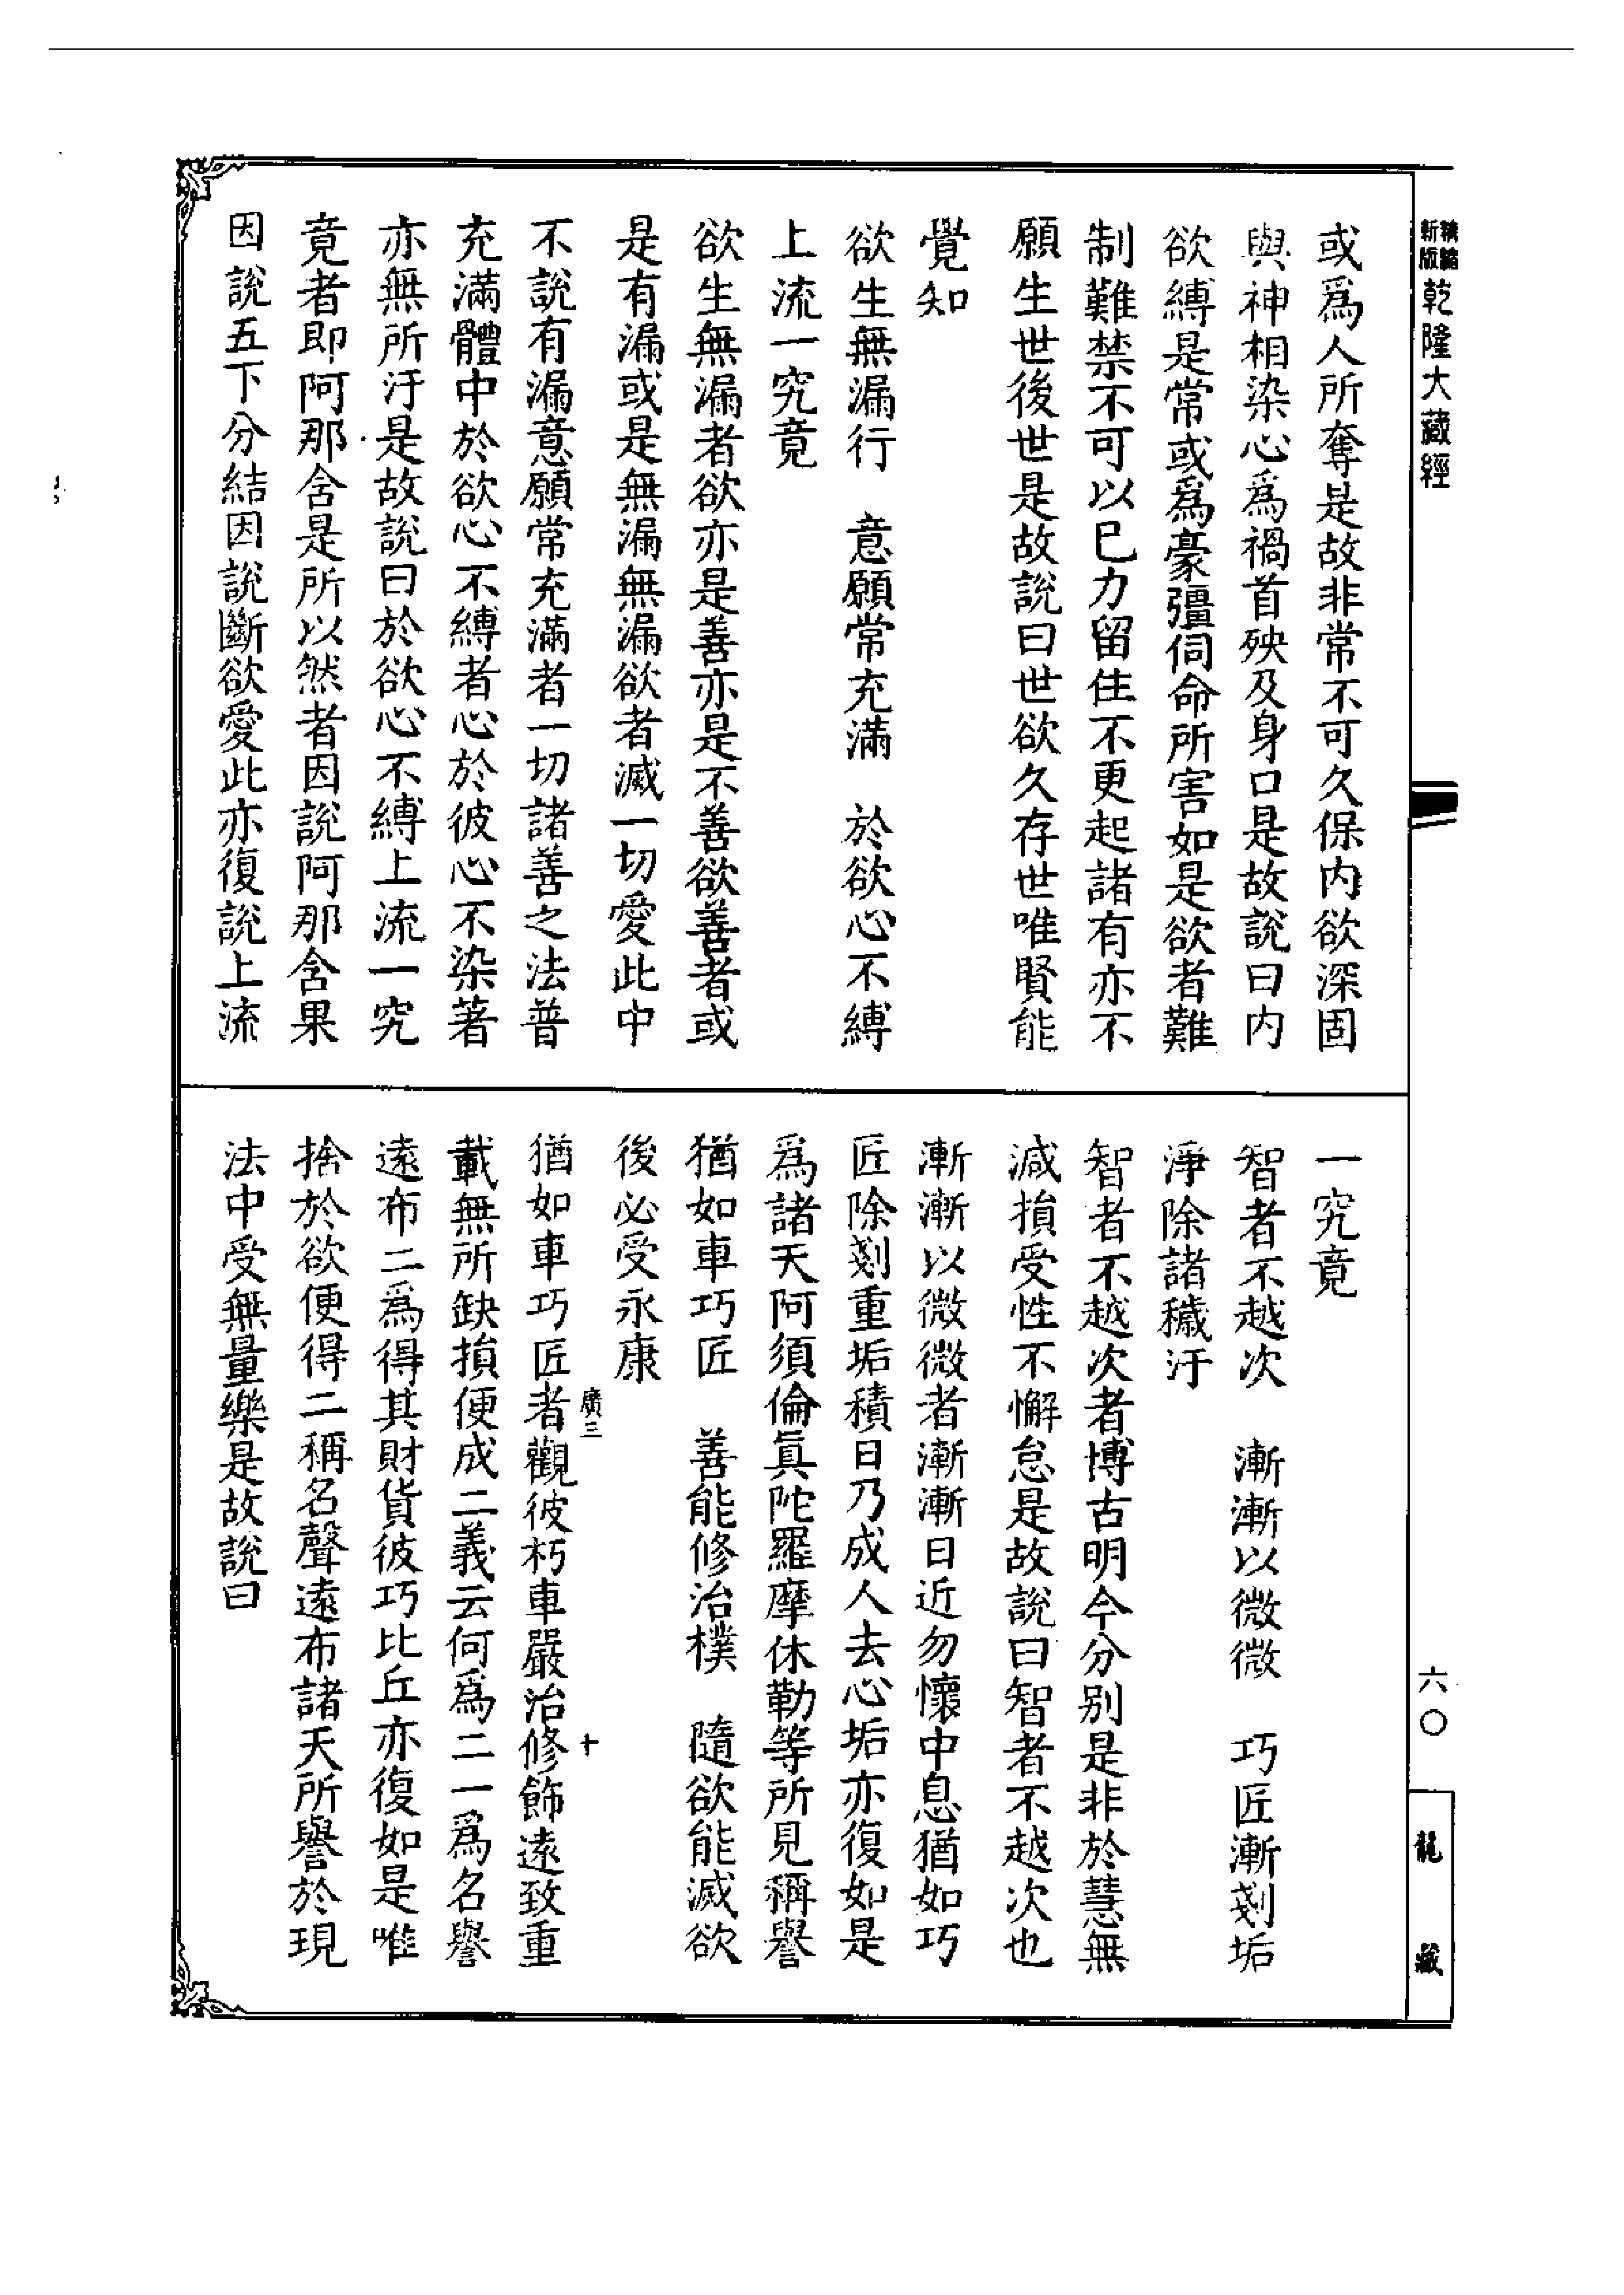 精縮新版乾隆大藏經
或爲人所奪是故非常不可久保内欲深固
與神相染心爲禍首殃及身口是故說曰内
欲縛是常或爲豪彊伺命所害如是欲者難
制難禁不可以已力留住不更起諸有亦不
願生世後世是故說曰世欲久存世唯賢能
覺知
欲生無漏行　意願常充滿　於欲心不縛
上流一究竟
欲生無漏者欲亦是善亦是不善欲善者或
是有漏或是無漏無漏欲者滅一切愛此中
不說有漏意願常充滿者一切諸善之法普
充滿體中於欲心不縛者心於彼心不染著
亦無所汙是故說曰於欲心不縛上流一究
竟者即阿那含是所以然者因說阿那含果
因說五下分結因說斷欲愛此亦復說上流
一究竟
智者不越次　漸漸以微微　巧匠漸剗垢
淨除諸穢汙
智者不越次者博古明今分别是非於慧無
減損受性不懈怠是故說曰智者不越次也
漸漸以微微者漸漸日近勿懷中息猶如巧
匠除剗重垢積日乃成人去心垢亦復如是
爲諸天阿須倫眞陀羅摩休勒等所見稱譽
猶如車巧匠　善能修治樸　隨欲能滅欲
後必受永康
廣三　十
猶如車巧匠者觀彼朽車嚴治修飾遠致重
載無所缺損便成二義云何爲二一爲名譽
遠布二爲得其財貨彼巧比丘亦復如是唯
捨於欲便得二稱名聲遠布諸天所譽於現
法中受無量樂是故說曰
六〇
龍藏